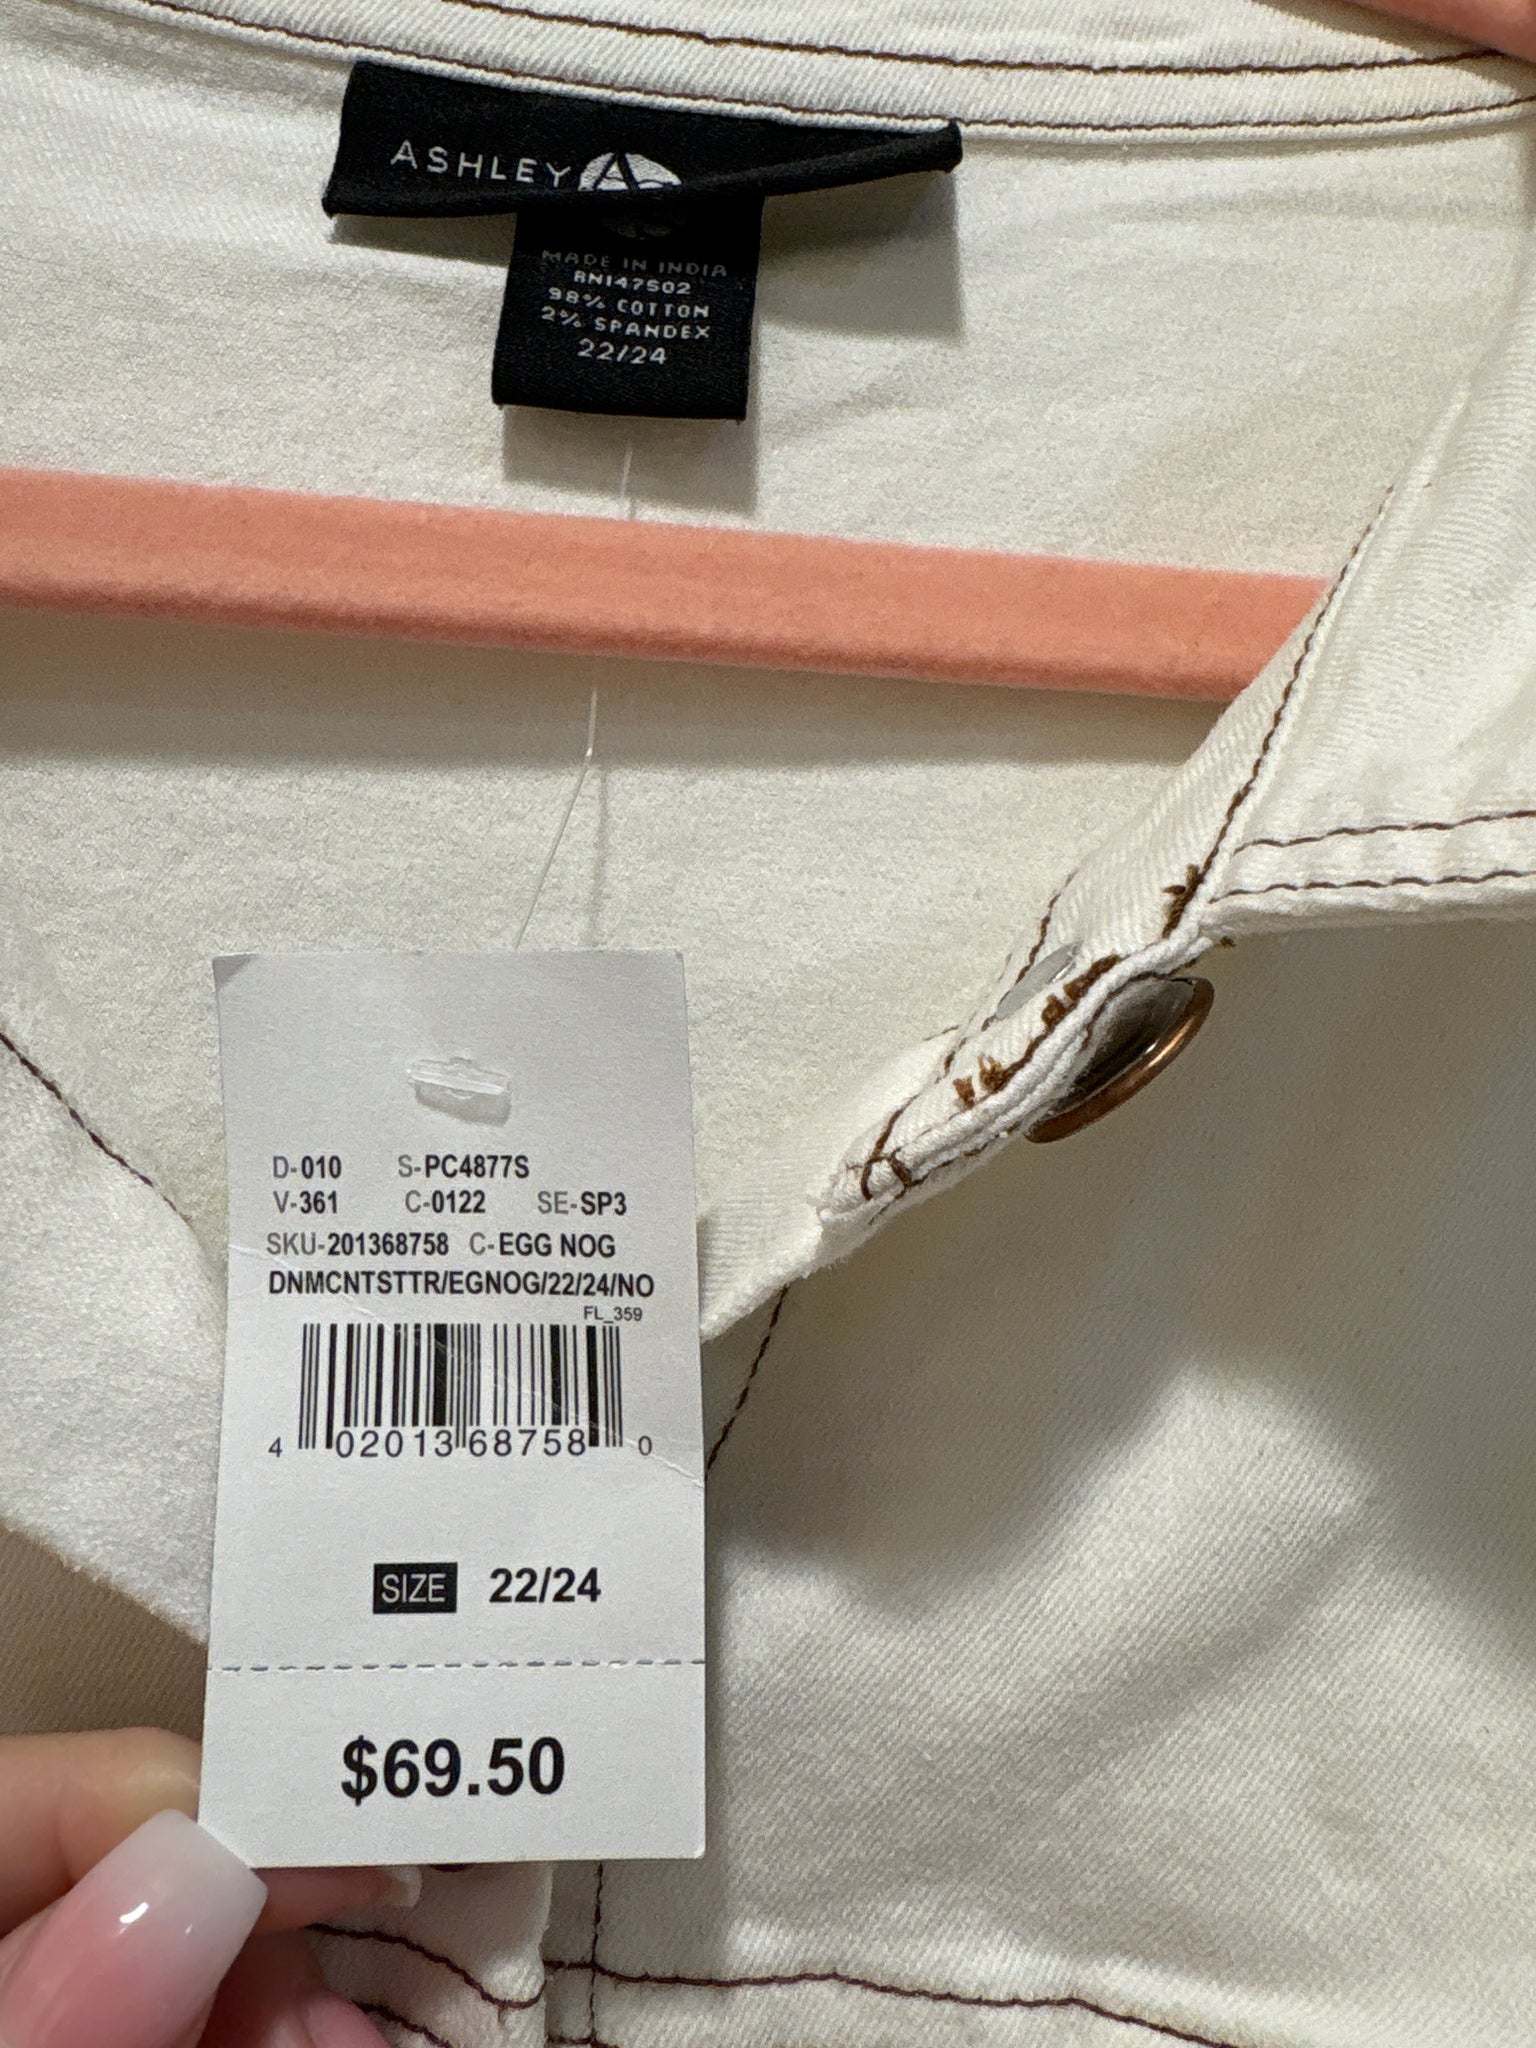 ASHLEY
MADE IN INDIA
RN147502
98% COTTON
2% SPANDEX
22/24
D-010 S-PC4877S
V-361 C-0122 SE-SP3
SKU-201368758 C-EGG NOG
DNMCNTSTTR/EGNOG/22/24/NO
FL_359
4 02013 68758 0
SIZE 22/24
$69.50